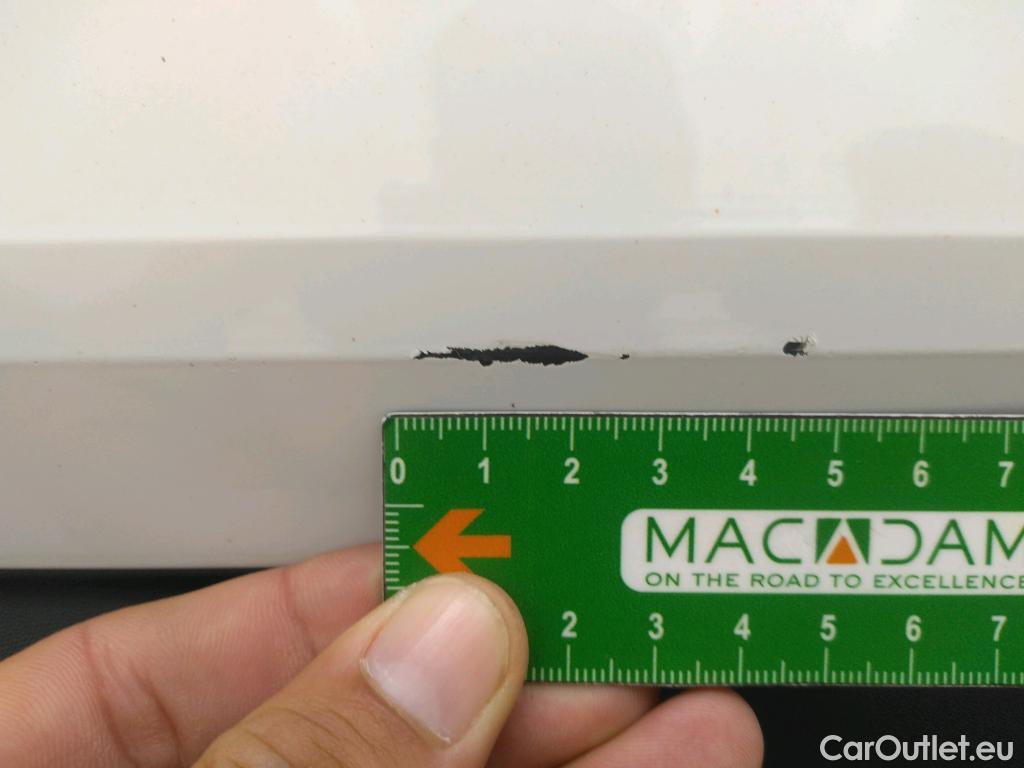 0 1 2 3 4 5 6 7
MACADAM
ON THE ROAD TO EXCELLENCE
2 3 4 5 6 7
CarOutlet.eu